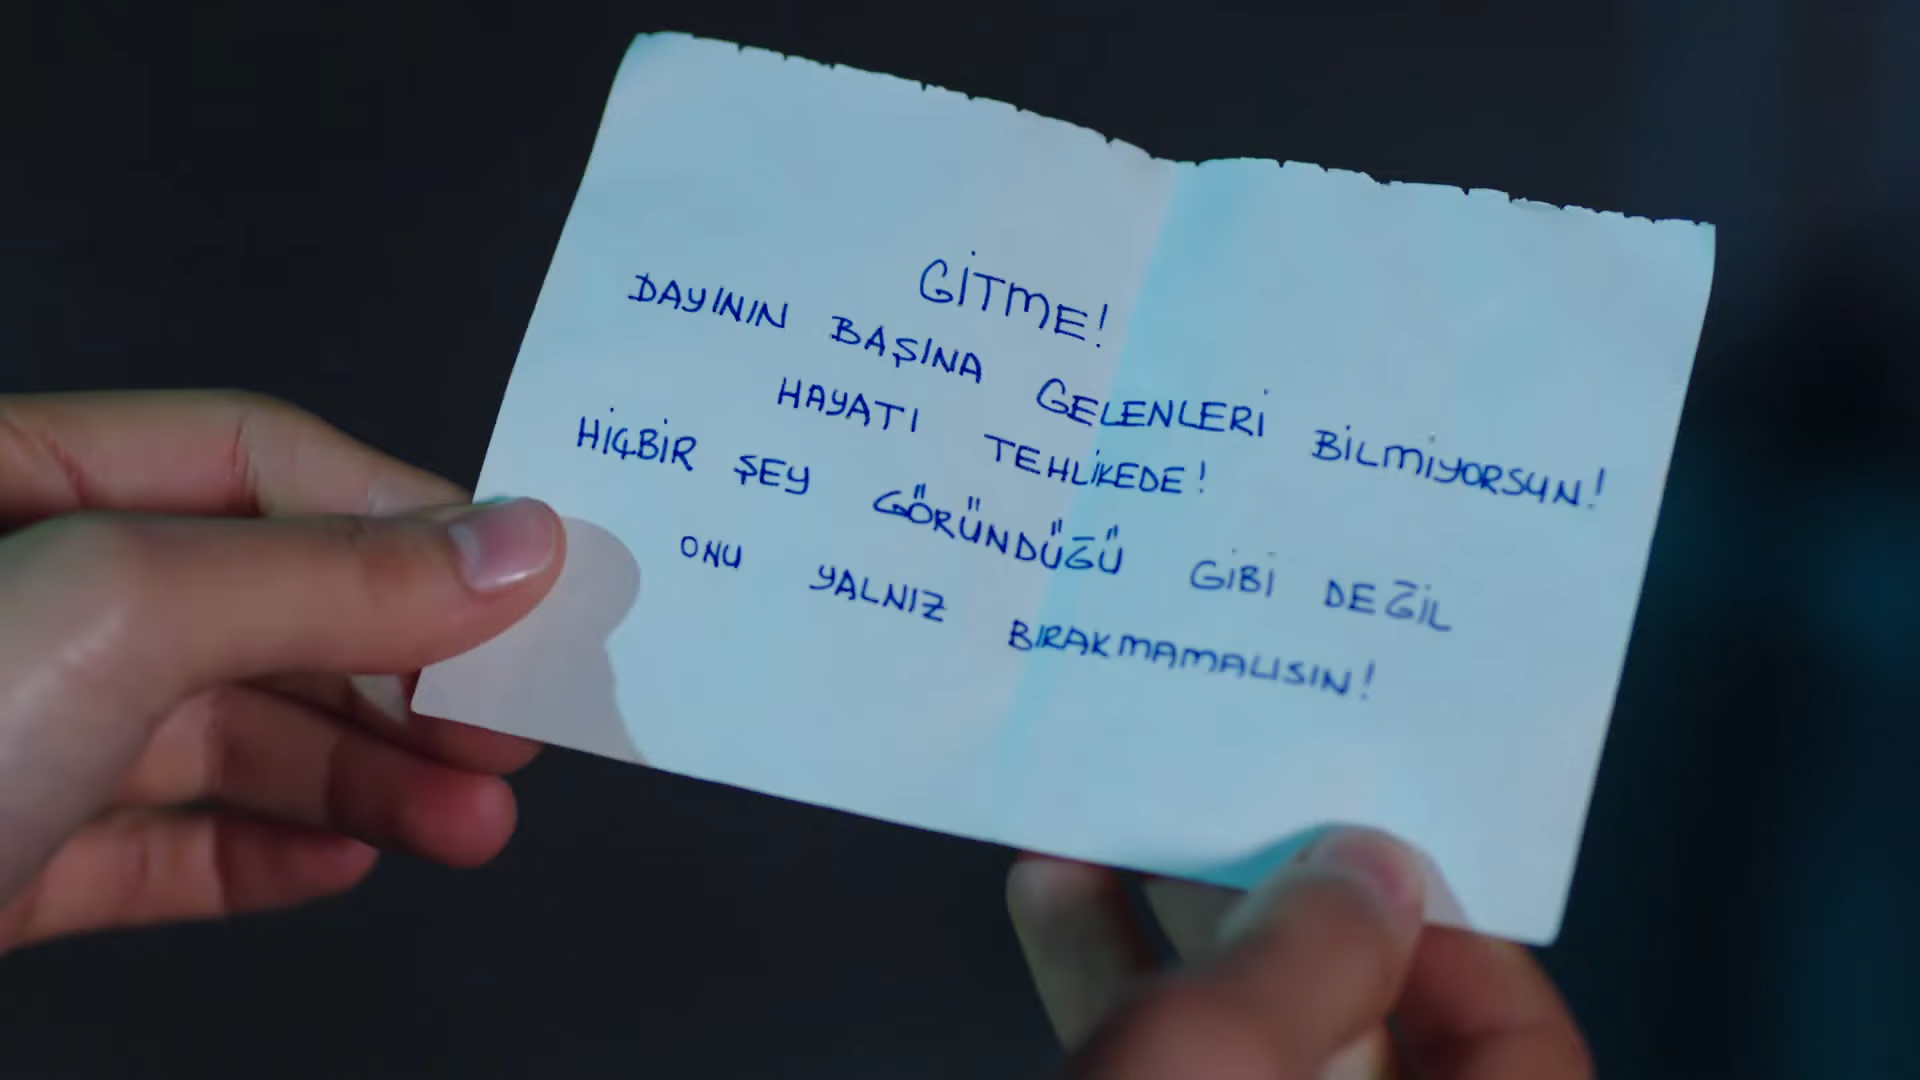 GİTME!
DAYININ BAŞINA GELENLERİ BİLMİYORSUN!
HAYATI TEHLİKEDE!
HİÇBİR ŞEY GÖRÜNDÜĞÜ GİBİ DEĞİL
ONU YALNIZ BIRAKMAMALISIN!